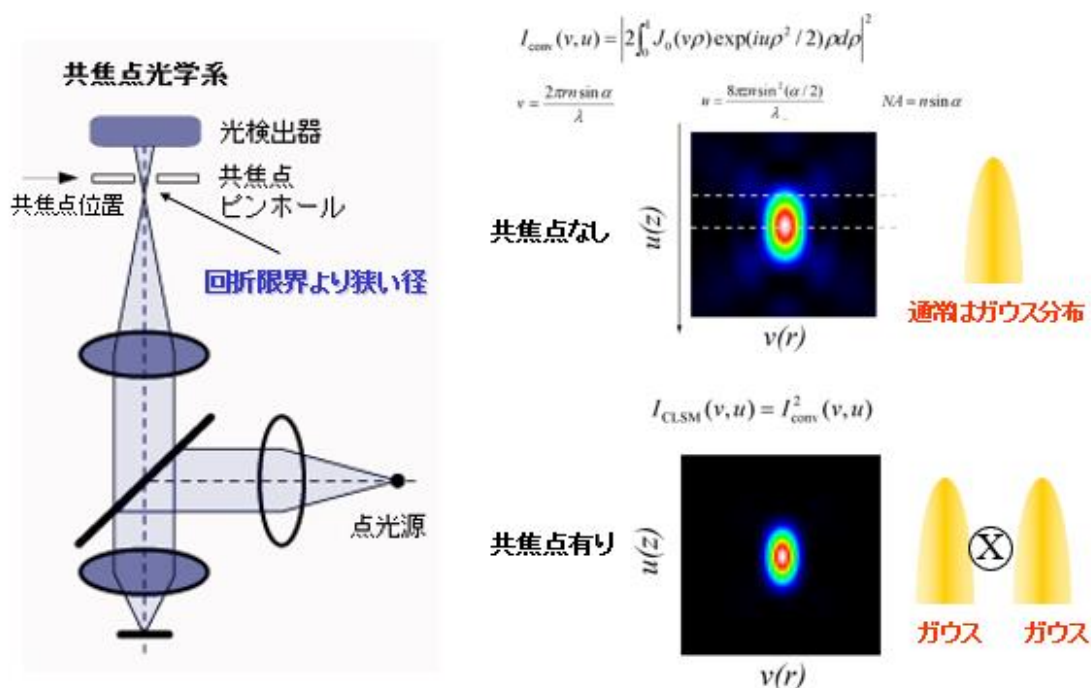 共焦点光学系
光検出器
共焦点
ピンホール
共焦点位置
回折限界より狭い径
点光源
I_conv(v,u) = |2∫₀¹ J₀(vρ)exp(iuρ²/2)ρdρ|²
v = 2πrn sin α / λ
u = 8πzn sin²(α/2) / λ
NA = n sin α
共焦点なし
u(z)
v(r)
通常はガウス分布
I_CLSM(v,u) = I²_conv(v,u)
共焦点有り
u(z)
v(r)
X
ガウス
ガウス